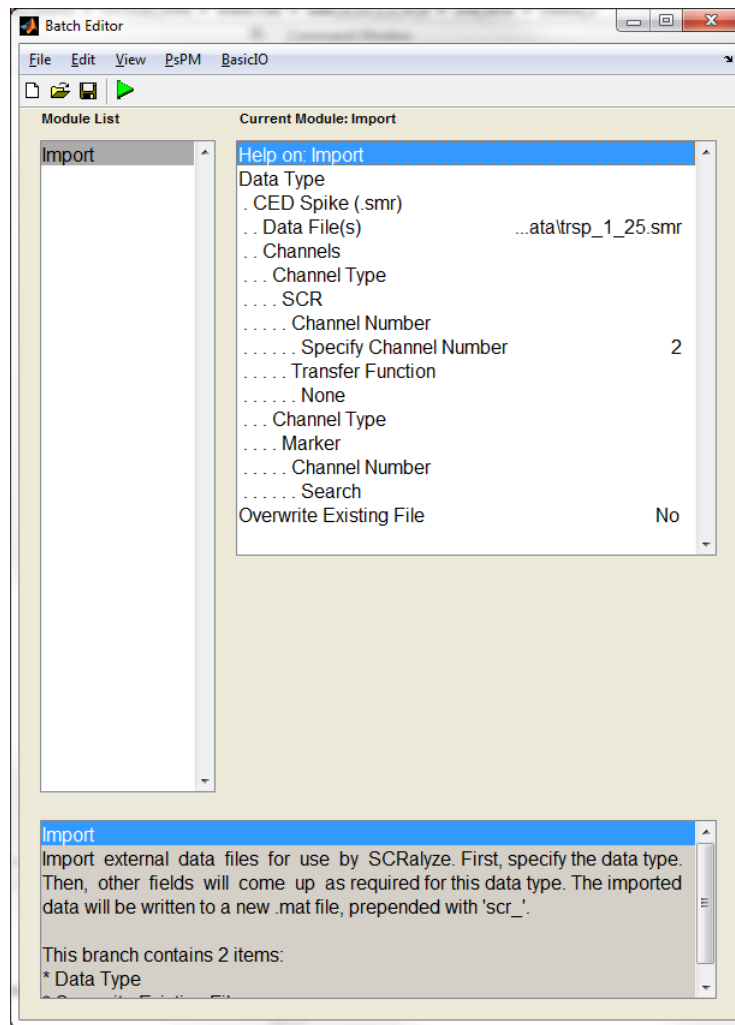 Batch Editor
File Edit View PsPM BasicIO
Module List
Current Module: Import
Import
Help on: Import
Data Type
. CED Spike (.smr)
. . Data File(s) ...ata\trsp_1_25.smr
. . Channels
. . . Channel Type
. . . . SCR
. . . . . Channel Number
. . . . . . Specify Channel Number 2
. . . . . Transfer Function
. . . . . . None
. . . Channel Type
. . . . Marker
. . . . . Channel Number
. . . . . . Search
Overwrite Existing File No
Import
Import external data files for use by SCRalyze. First, specify the data type.
Then, other fields will come up as required for this data type. The imported
data will be written to a new .mat file, prepended with 'scr_'.
This branch contains 2 items:
* Data Type